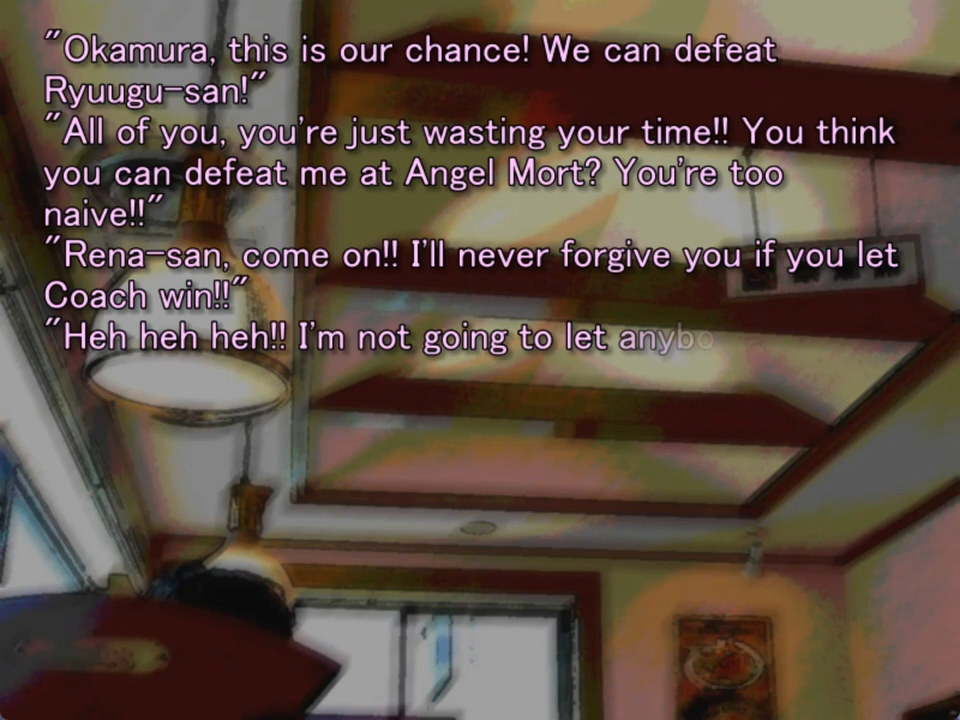 "Okamura, this is our chance! We can defeat
Ryuugu-san!"
"All of you, you're just wasting your time!! You think
you can defeat me at Angel Mort? You're too
naive!!"
"Rena-san, come on!! I'll never forgive you if you let
Coach win!!"
"Heh heh heh!! I'm not going to let anybo